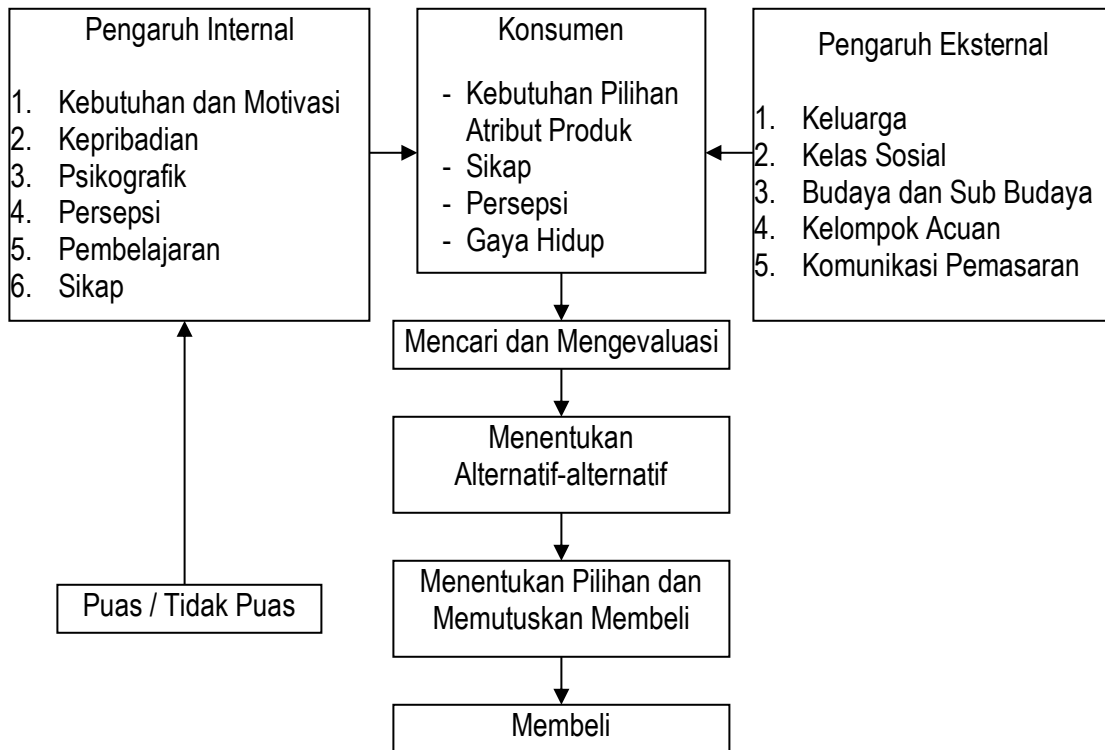 Pengaruh Internal
1. Kebutuhan dan Motivasi
2. Kepribadian
3. Psikografik
4. Persepsi
5. Pembelajaran
6. Sikap
Konsumen
- Kebutuhan Pilihan
Atribut Produk
- Sikap
- Persepsi
- Gaya Hidup
Pengaruh Eksternal
1. Keluarga
2. Kelas Sosial
3. Budaya dan Sub Budaya
4. Kelompok Acuan
5. Komunikasi Pemasaran
Mencari dan Mengevaluasi
Menentukan
Alternatif-alternatif
Menentukan Pilihan dan
Memutuskan Membeli
Puas / Tidak Puas
Membeli